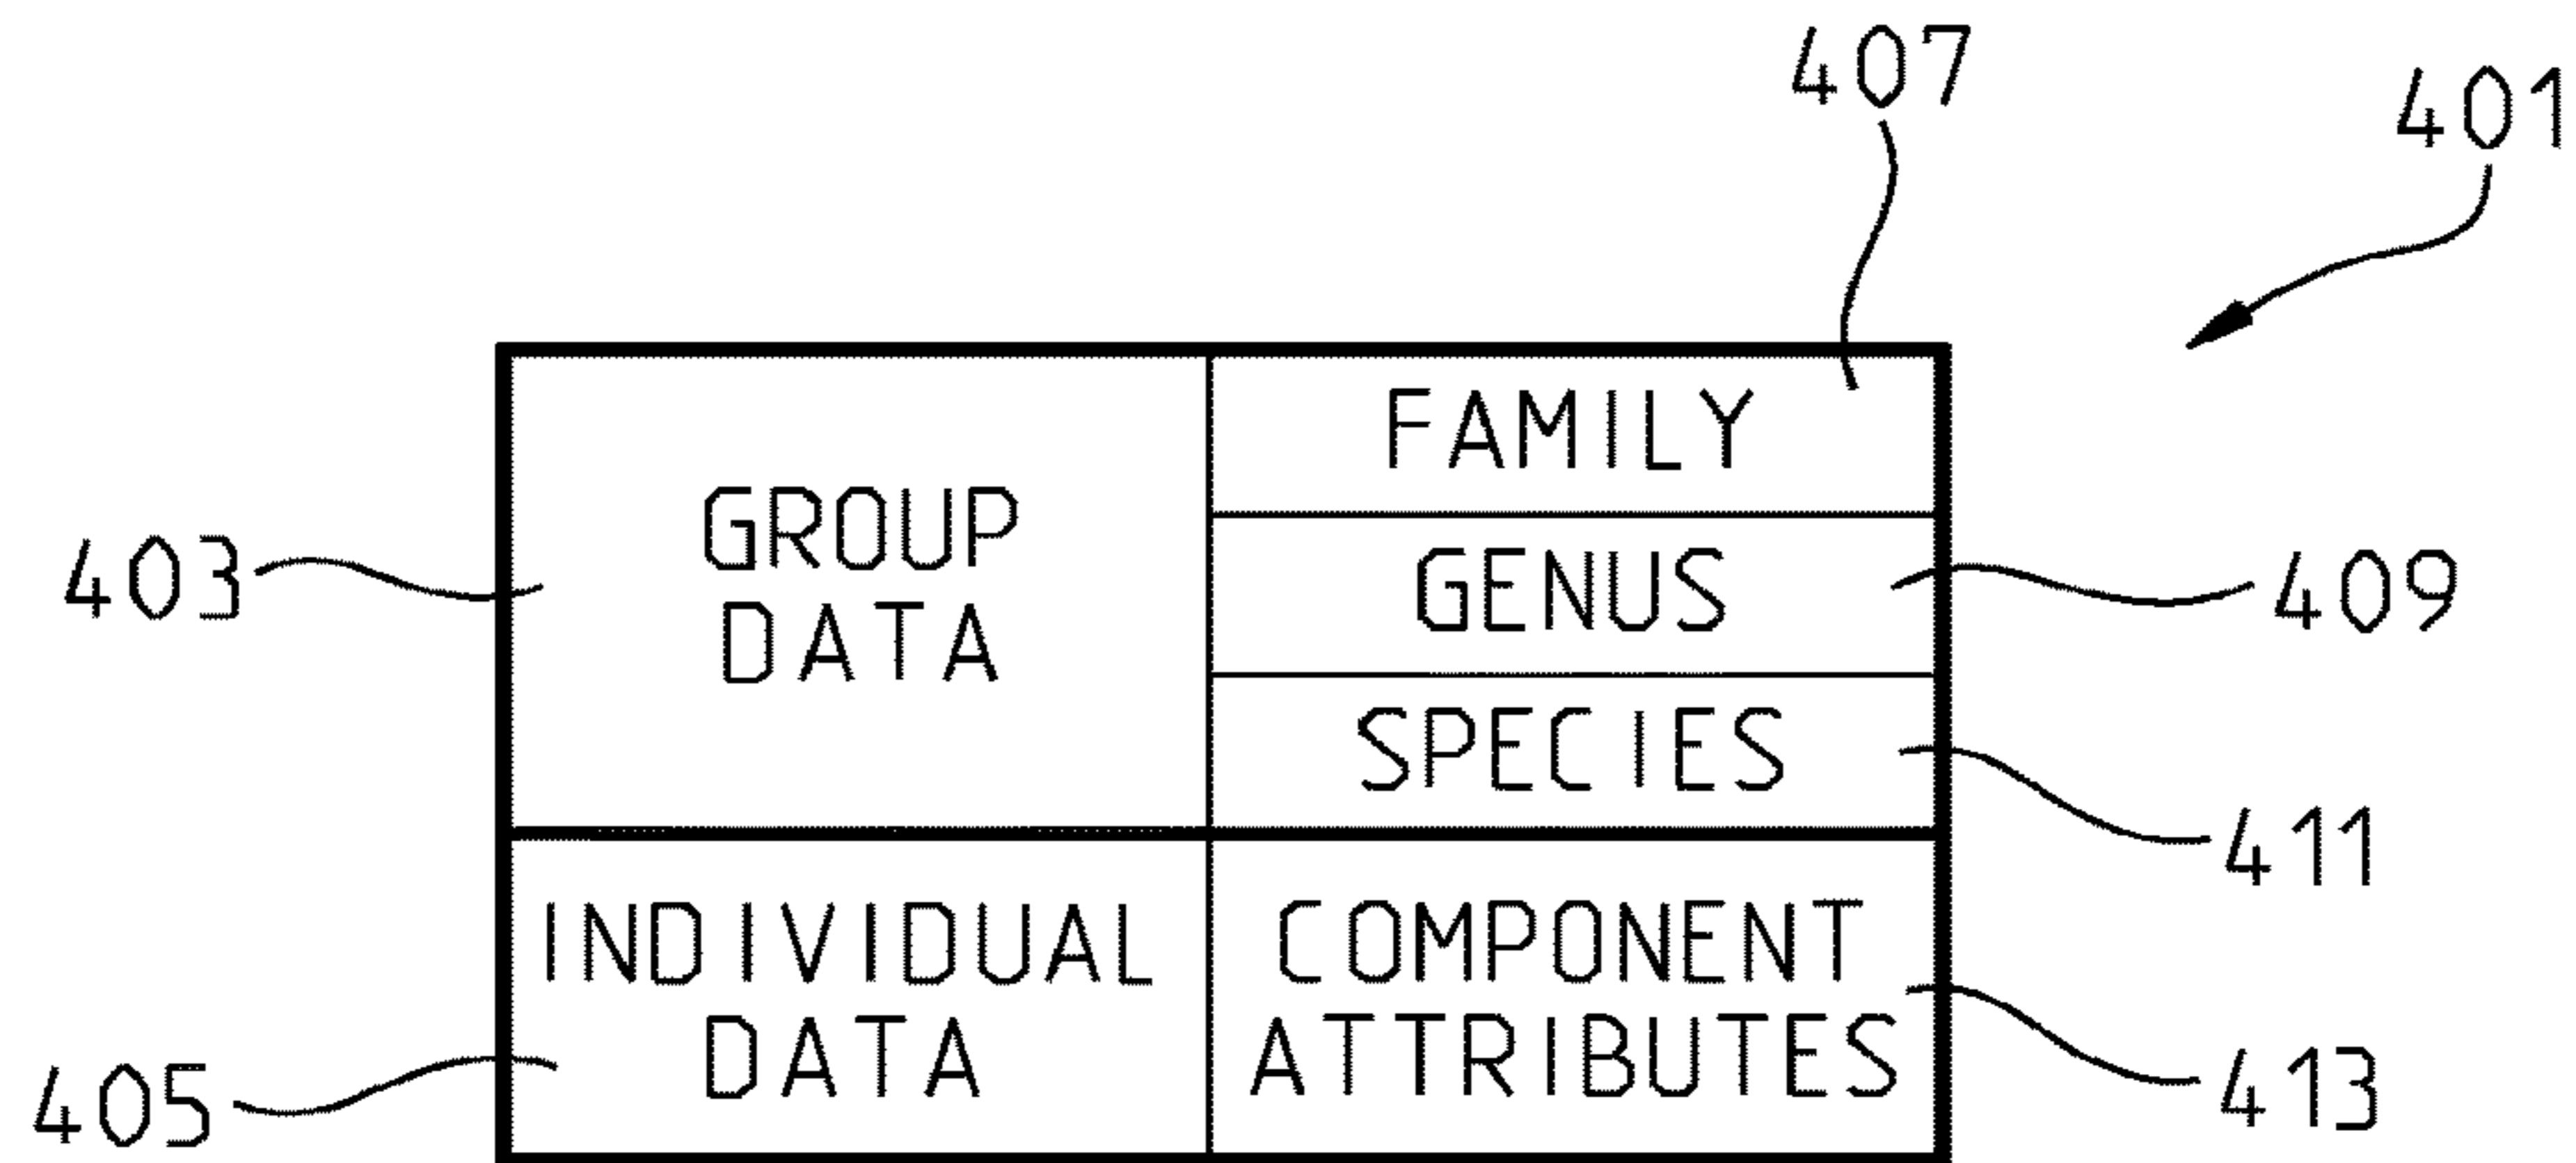 407
401
FAMILY
GROUP
DATA
403
GENUS
409
SPECIES
411
INDIVIDUAL
DATA
405
COMPONENT
ATTRIBUTES
413